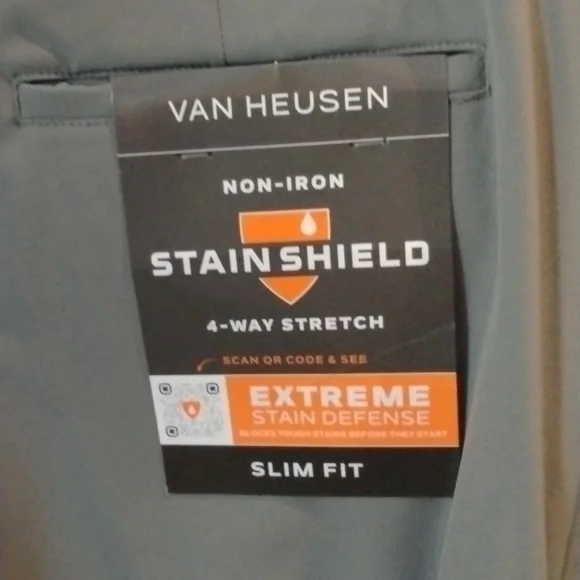 VAN HEUSEN
NON-IRON
STAIN SHIELD
4-WAY STRETCH
SCAN QR CODE & SEE
EXTREME
STAIN DEFENSE
BLOCKS TOUGH STAINS BEFORE THEY START
SLIM FIT